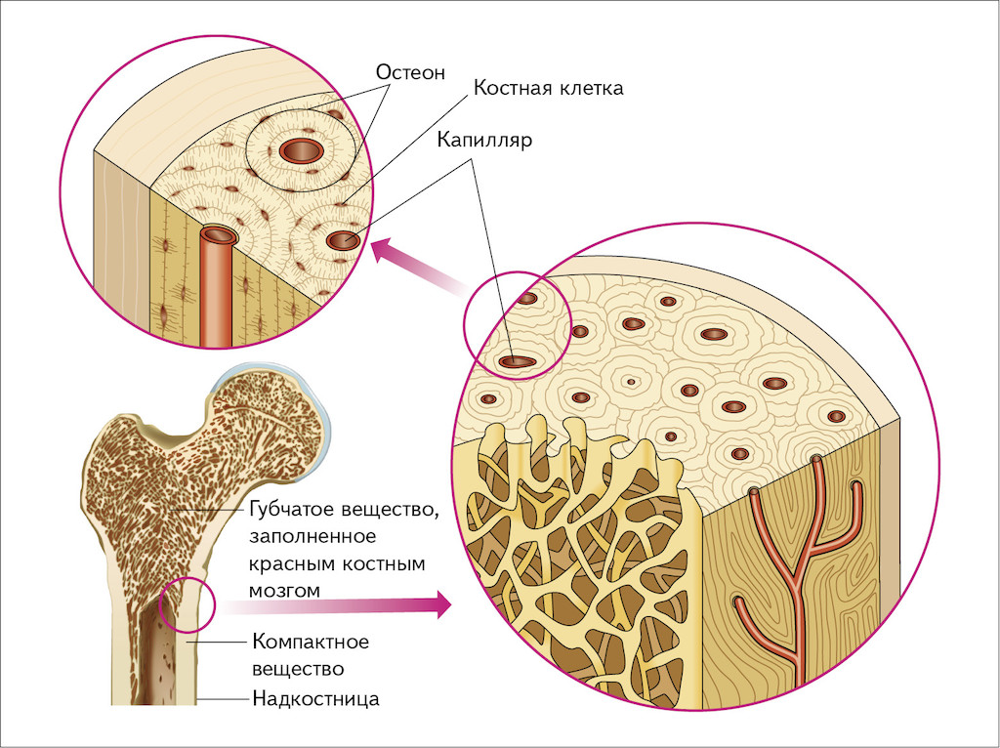 Остеон
Костная клетка
Капилляр
Губчатое вещество,
заполненное
красным костным
мозгом
Компактное
вещество
Надкостница